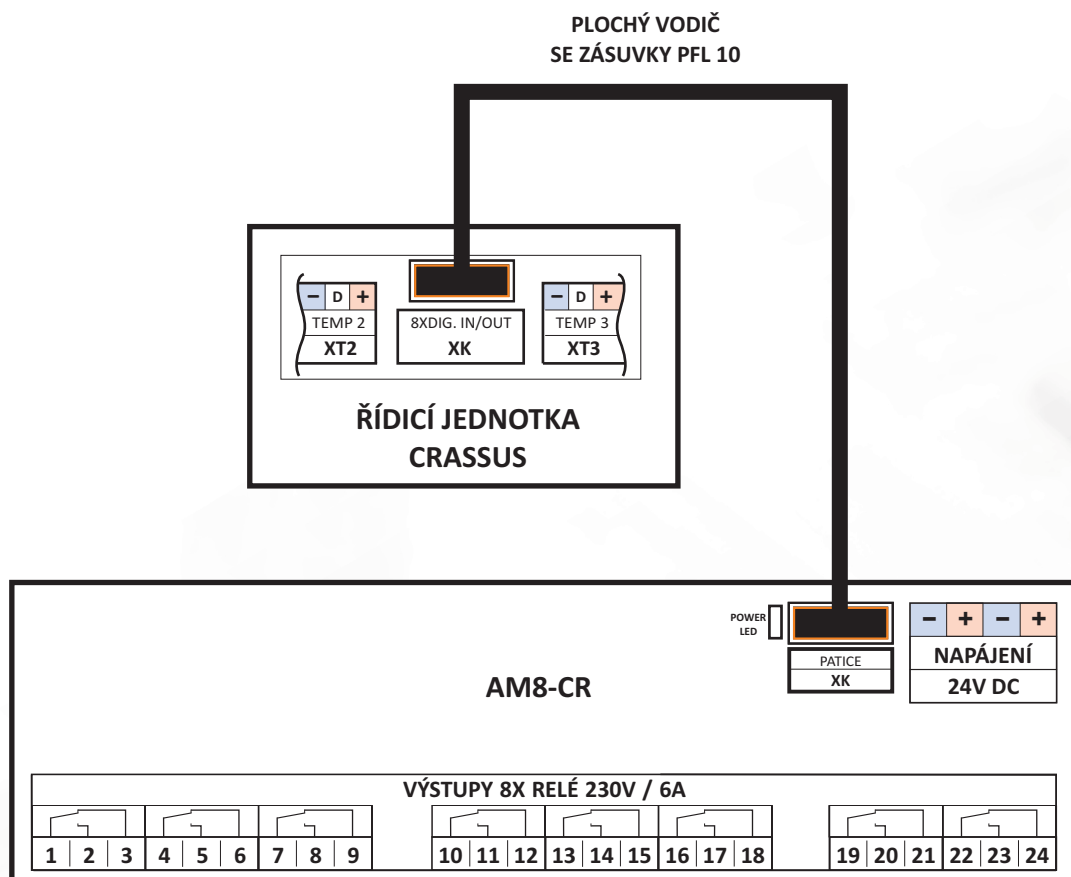 PLOCHÝ VODIČ
SE ZÁSUVKY PFL 10
− D +
TEMP 2
XT2
8XDIG. IN/OUT
XK
− D +
TEMP 3
XT3
ŘÍDICÍ JEDNOTKA
CRASSUS
POWER
LED
PATICE
XK
− + − +
NAPÁJENÍ
24V DC
AM8-CR
VÝSTUPY 8X RELÉ 230V / 6A
1 2 3 4 5 6 7 8 9 10 11 12 13 14 15 16 17 18 19 20 21 22 23 24